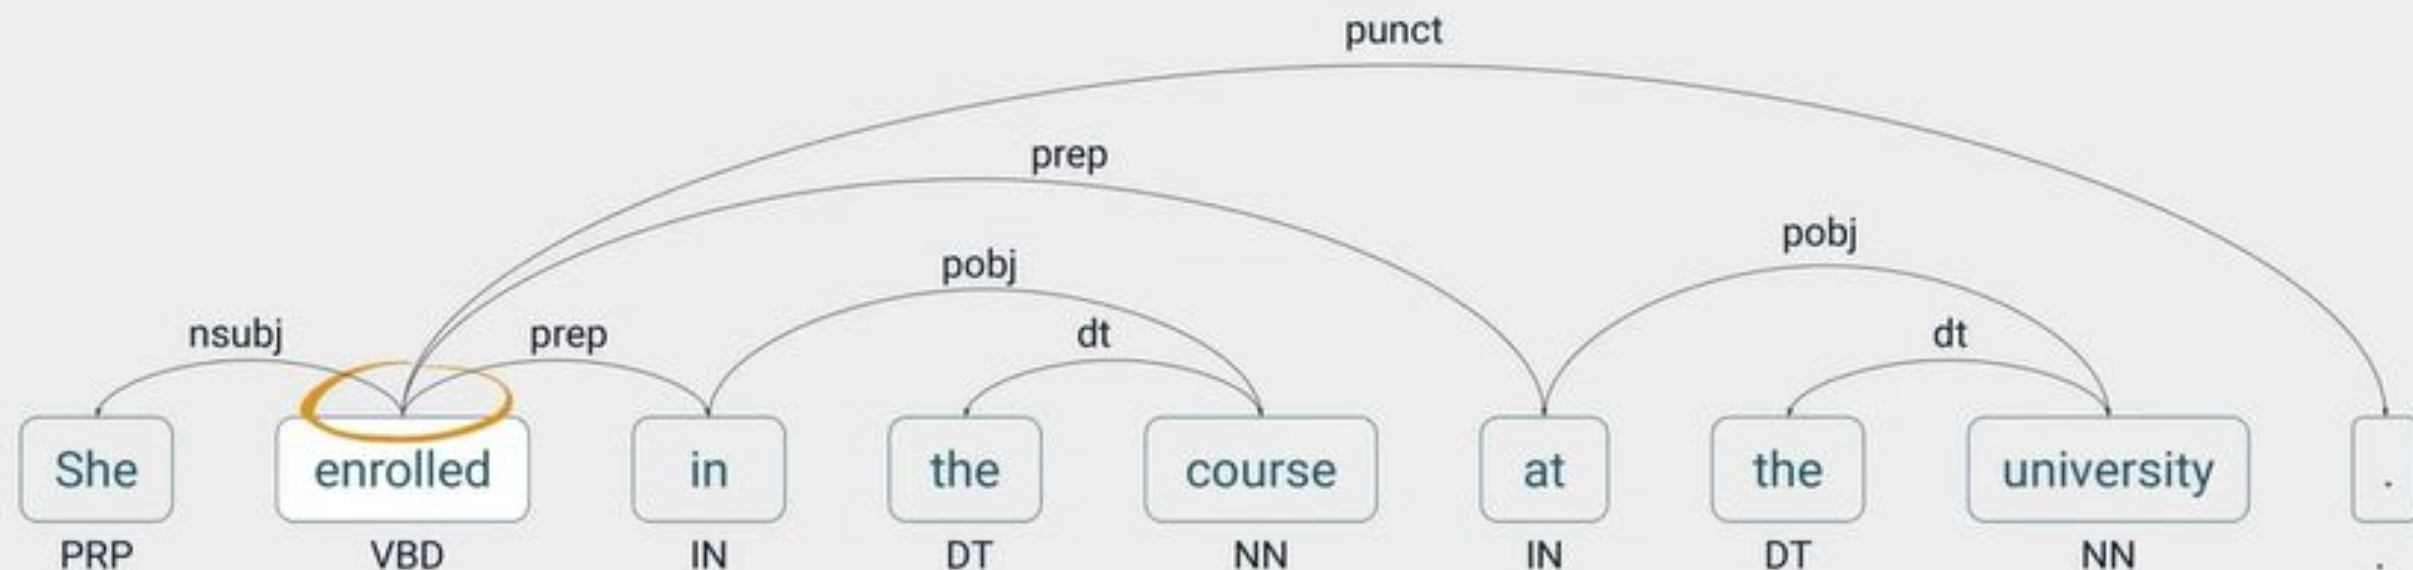 punct
prep
pobj
pobj
nsubj prep dt dt
She enrolled in the course at the university .
PRP VBD IN DT NN IN DT NN .